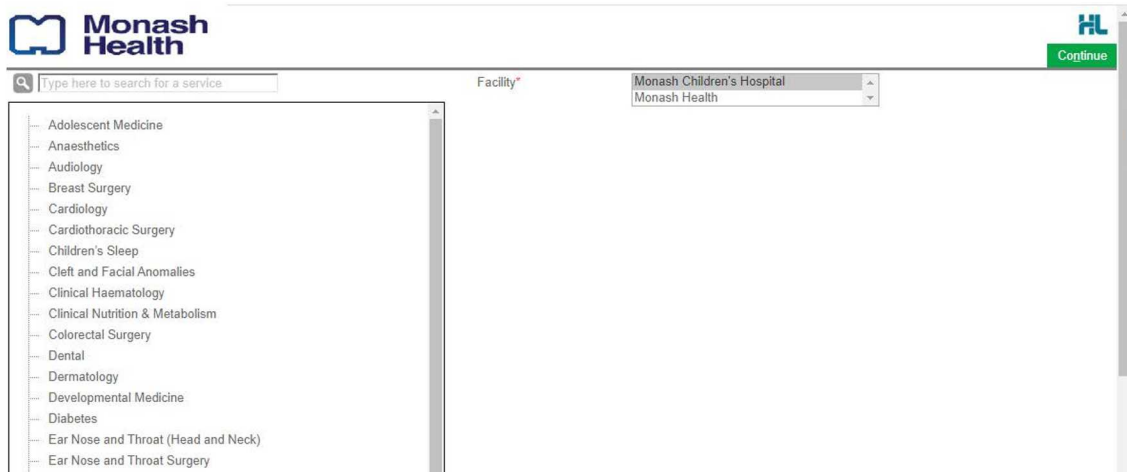 Monash
Health
HL
Continue
Type here to search for a service
Facility*
Monash Children's Hospital
Monash Health
Adolescent Medicine
Anaesthetics
Audiology
Breast Surgery
Cardiology
Cardiothoracic Surgery
Children's Sleep
Cleft and Facial Anomalies
Clinical Haematology
Clinical Nutrition & Metabolism
Colorectal Surgery
Dental
Dermatology
Developmental Medicine
Diabetes
Ear Nose and Throat (Head and Neck)
Ear Nose and Throat Surgery